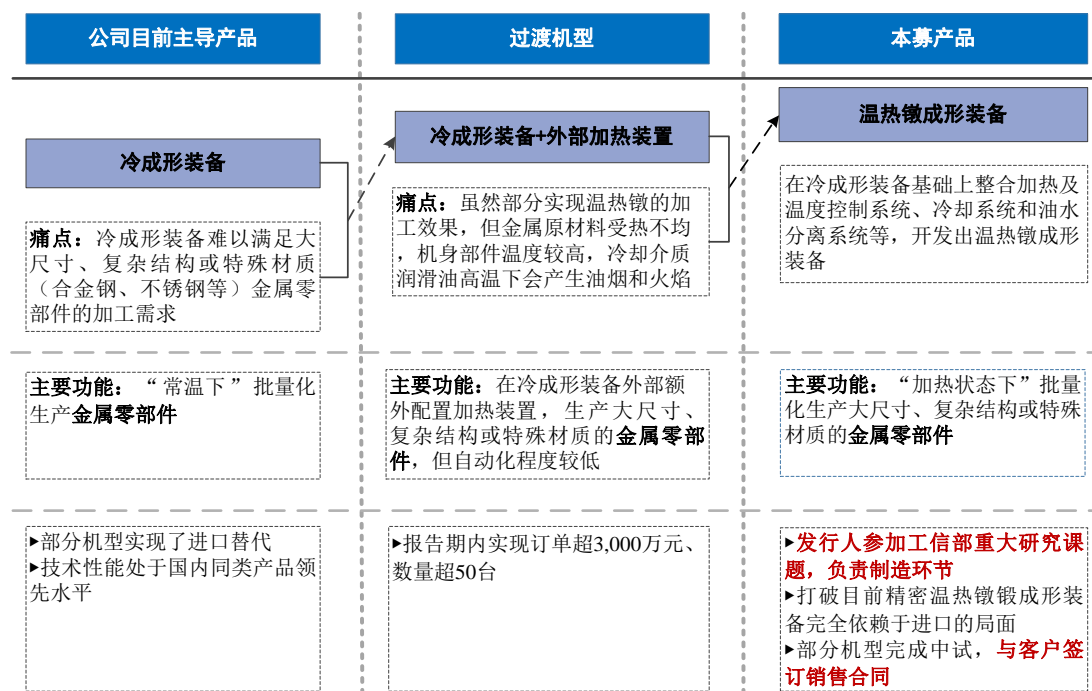 公司目前主导产品
过渡机型
本募产品
冷成形装备
痛点：冷成形装备难以满足大
尺寸、复杂结构或特殊材质
（合金钢、不锈钢等）金属零
部件的加工需求
冷成形装备+外部加热装置
痛点：虽然部分实现温热镦的加
工效果，但金属原材料受热不均
，机身部件温度较高，冷却介质
润滑油高温下会产生油烟和火焰
温热镦成形装备
在冷成形装备基础上整合加热及
温度控制系统、冷却系统和油水
分离系统等，开发出温热镦成形
装备
主要功能：“常温下”批量化
生产金属零部件
主要功能：在冷成形装备外部额
外配置加热装置，生产大尺寸、
复杂结构或特殊材质的金属零部
件，但自动化程度较低
主要功能：“加热状态下”批量
化生产大尺寸、复杂结构或特殊
材质的金属零部件
▶部分机型实现了进口替代
▶技术性能处于国内同类产品领
先水平
▶报告期内实现订单超3,000万元、
数量超50台
▶发行人参加工信部重大研究课
题，负责制造环节
▶打破目前精密温热镦锻成形装
备完全依赖于进口的局面
▶部分机型完成中试，与客户签
订销售合同